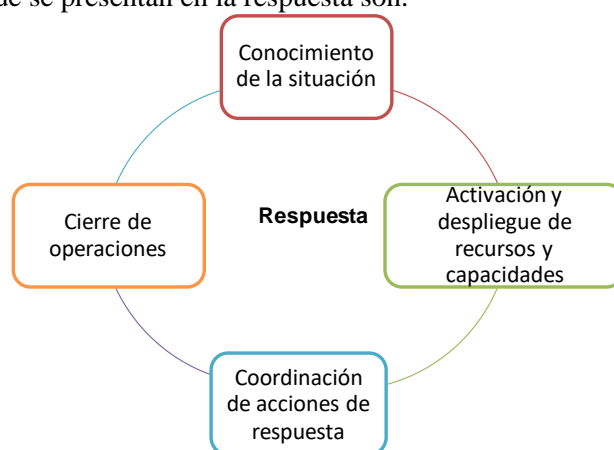 de se presentan en la respuesta son:
Conocimiento
de la situación
Respuesta
Activación y
despliegue de
recursos y
capacidades
Cierre de
operaciones
Coordinación
de acciones de
respuesta